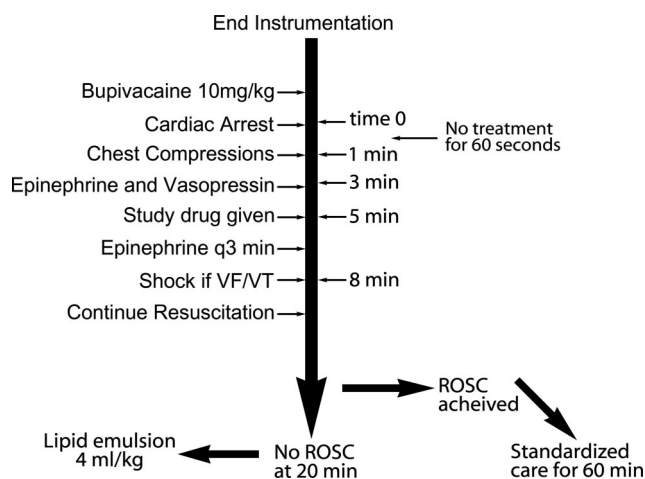 End Instrumentation
Bupivacaine 10mg/kg
Cardiac Arrest
time 0
No treatment
for 60 seconds
Chest Compressions
1 min
Epinephrine and Vasopressin
3 min
Study drug given
5 min
Epinephrine q3 min
Shock if VF/VT
8 min
Continue Resuscitation
ROSC
acheived
Lipid emulsion
4 ml/kg
No ROSC
at 20 min
Standardized
care for 60 min